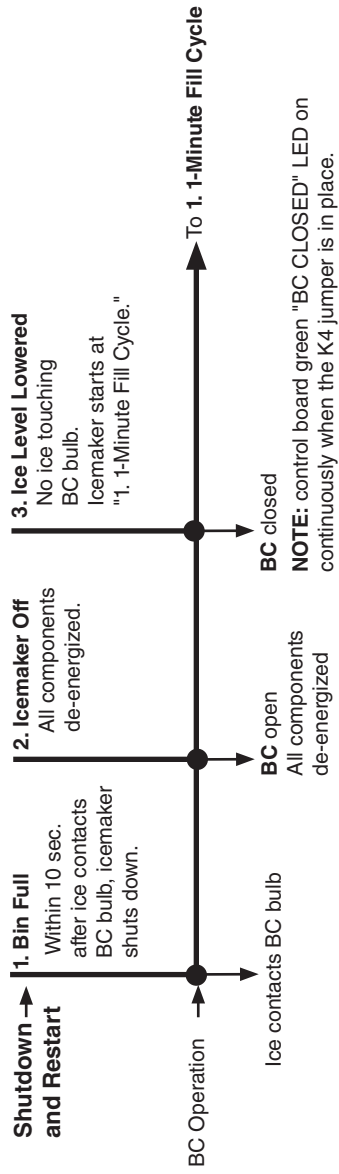 Shutdown
and Restart
1. Bin Full
Within 10 sec.
after ice contacts
BC bulb, icemaker
shuts down.
2. Icemaker Off
All components
de-energized.
3. Ice Level Lowered
No ice touching
BC bulb.
Icemaker starts at
"1. 1-Minute Fill Cycle."
BC Operation
To 1. 1-Minute Fill Cycle
Ice contacts BC bulb
BC open
All components
de-energized
BC closed
NOTE: control board green "BC CLOSED" LED on
continuously when the K4 jumper is in place.